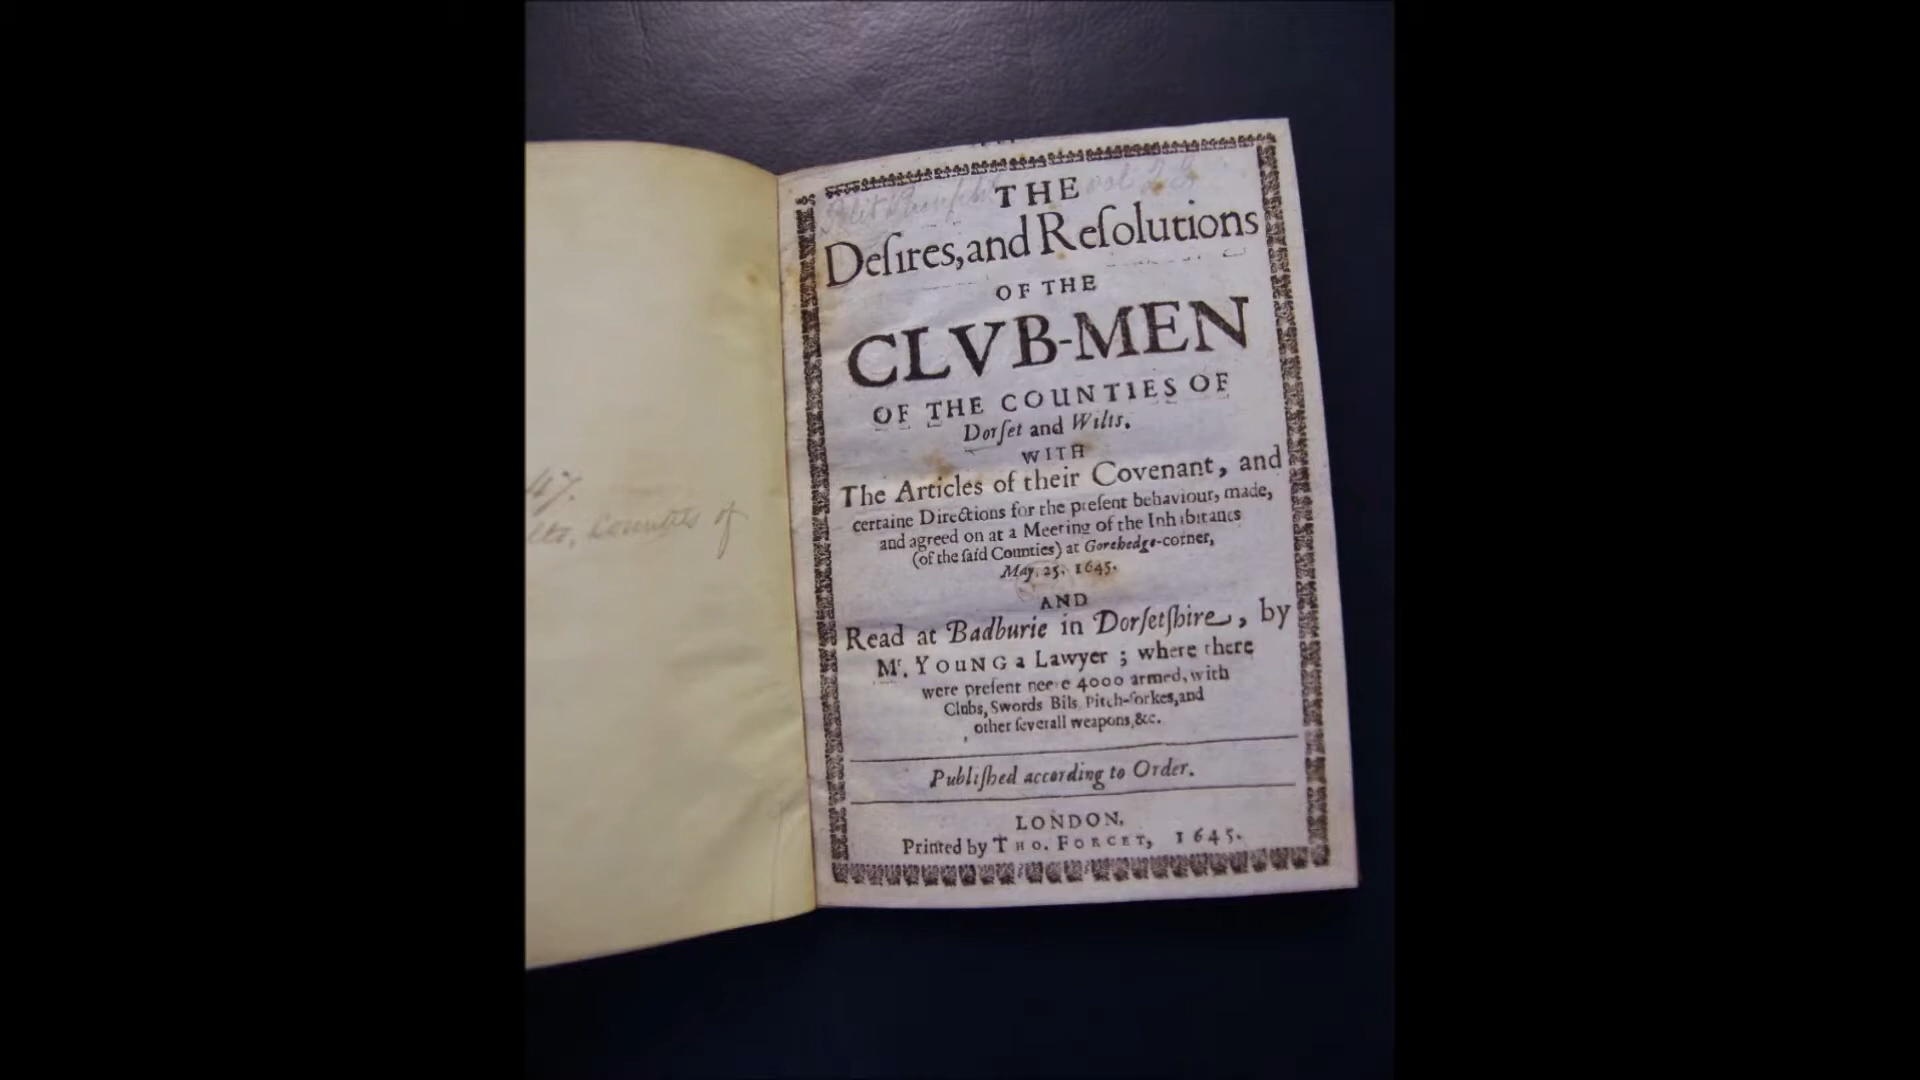 THE
Deſires, and Reſolutions
OF THE
CLVB-MEN
OF THE COUNTIES OF
Dorſet and Wilts.
WITH
The Articles of their Covenant, and
certaine Directions for the preſent behaviour, made,
and agreed on at a Meeting of the Inhabitants
(of the ſaid Counties) at Gorehedge-corner,
May. 25. 1645.
AND
Read at Badburie in Dorſetſhire, by
Mr. YOUNG a Lawyer; where there
were preſent neere 4000 armed, with
Clubs, Swords Bils, Pitch-forkes, and
other ſeverall weapons, &c.
Publiſhed according to Order.
LONDON,
Printed by THO. FORCET, 1645.
47.
Counties of